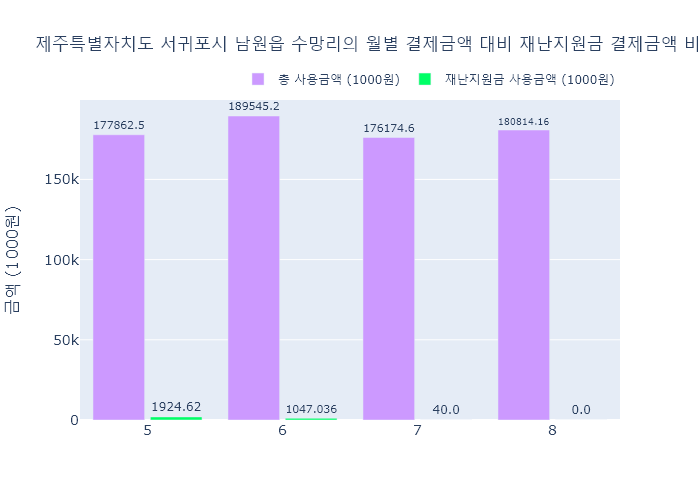 제주특별자치도 서귀포시 남원읍 수망리의 월별 결제금액 대비 재난지원금 결제금액 비
총 사용금액 (1000원) 재난지원금 사용금액 (1000원)
177862.5 189545.2 176174.6 180814.16
150k
100k
50k
0
금액 (1000원)
1924.62 1047.036 40.0 0.0
5 6 7 8